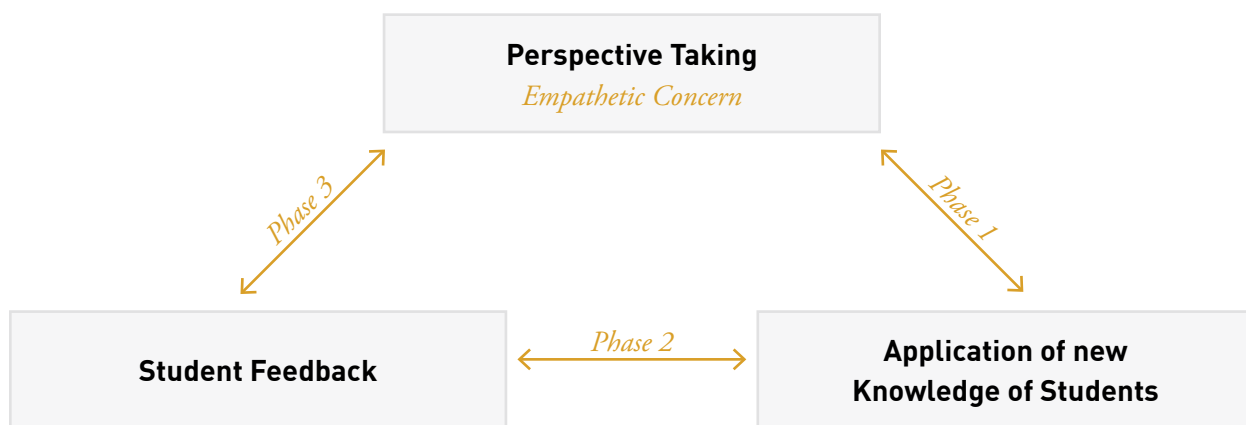 Perspective Taking
Empathetic Concern
Phase 3
Phase 1
Phase 2
Student Feedback
Application of new
Knowledge of Students